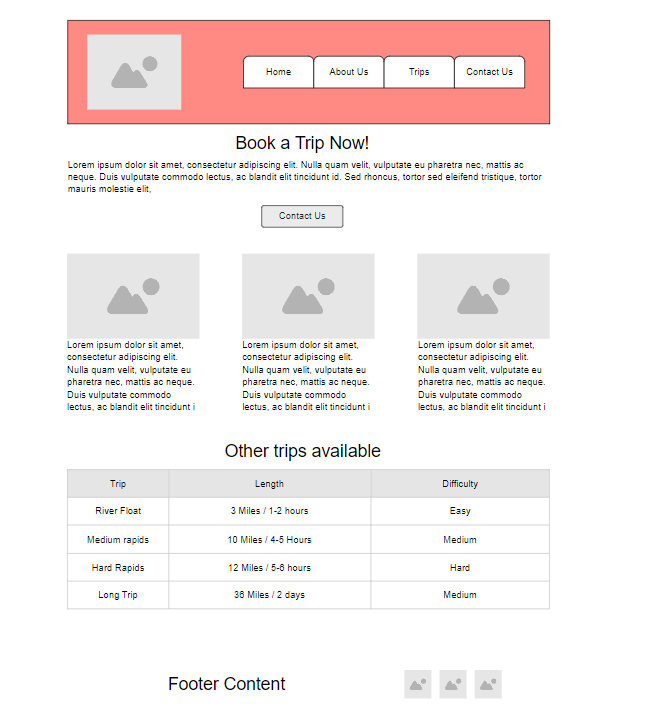 Home About Us Trips Contact Us
Book a Trip Now!
Lorem ipsum dolor sit amet, consectetur adipiscing elit. Nulla quam velit, vulputate eu pharetra nec, mattis ac
neque. Duis vulputate commodo lectus, ac blandit elit tincidunt id. Sed rhoncus, tortor sed eleifend tristique, tortor
mauris molestie elit,
Contact Us
Lorem ipsum dolor sit amet,
consectetur adipiscing elit.
Nulla quam velit, vulputate eu
pharetra nec, mattis ac neque.
Duis vulputate commodo
lectus, ac blandit elit tincidunt i
Lorem ipsum dolor sit amet,
consectetur adipiscing elit.
Nulla quam velit, vulputate eu
pharetra nec, mattis ac neque.
Duis vulputate commodo
lectus, ac blandit elit tincidunt i
Lorem ipsum dolor sit amet,
consectetur adipiscing elit.
Nulla quam velit, vulputate eu
pharetra nec, mattis ac neque.
Duis vulputate commodo
lectus, ac blandit elit tincidunt i
Other trips available
Trip Length Difficulty
River Float 3 Miles / 1-2 hours Easy
Medium rapids 10 Miles / 4-5 Hours Medium
Hard Rapids 12 Miles / 5-6 hours Hard
Long Trip 36 Miles / 2 days Medium
Footer Content